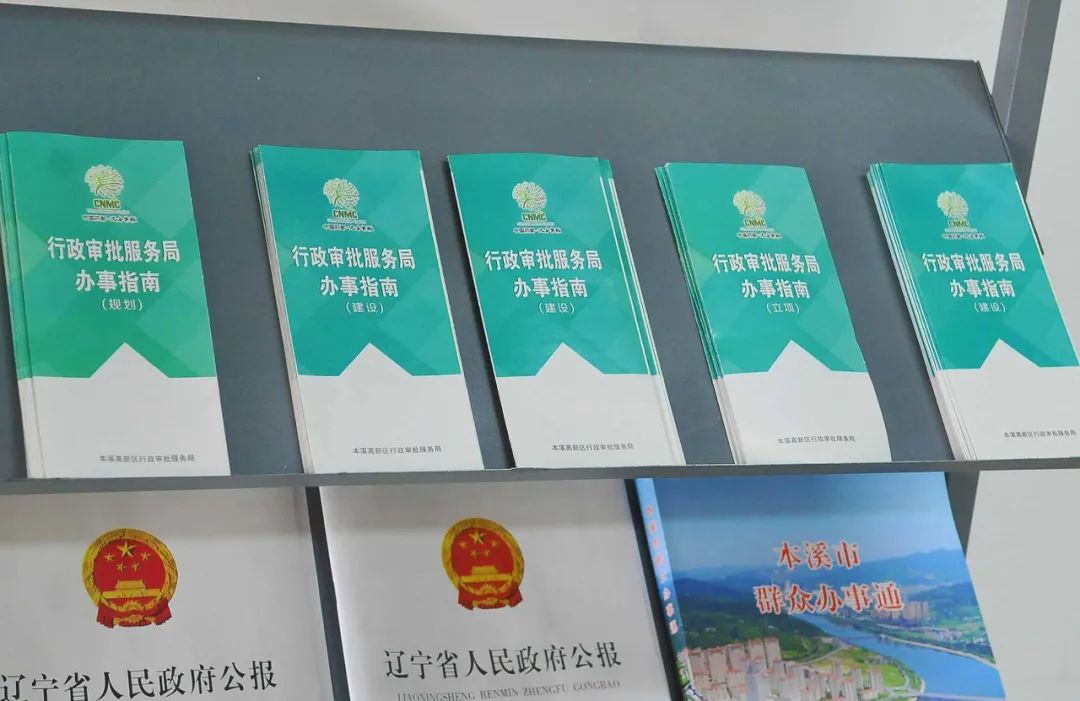 CNMC
行政审批服务局
办事指南
(规划)
本溪高新区行政审批服务局
CNMC
行政审批服务局
办事指南
(建设)
本溪高新区行政审批服务局
CNMC
行政审批服务局
办事指南
(建设)
本溪高新区行政审批服务局
CNMC
行政审批服务局
办事指南
(立项)
本溪高新区行政审批服务局
CNMC
行政审批服务局
办事指南
(建设)
本溪高新区行政审批服务局
辽宁省人民政府公报
辽宁省人民政府公报
LIAONINGSHENG RENMIN ZHENGFU GONGBAO
本溪市
群众办事通